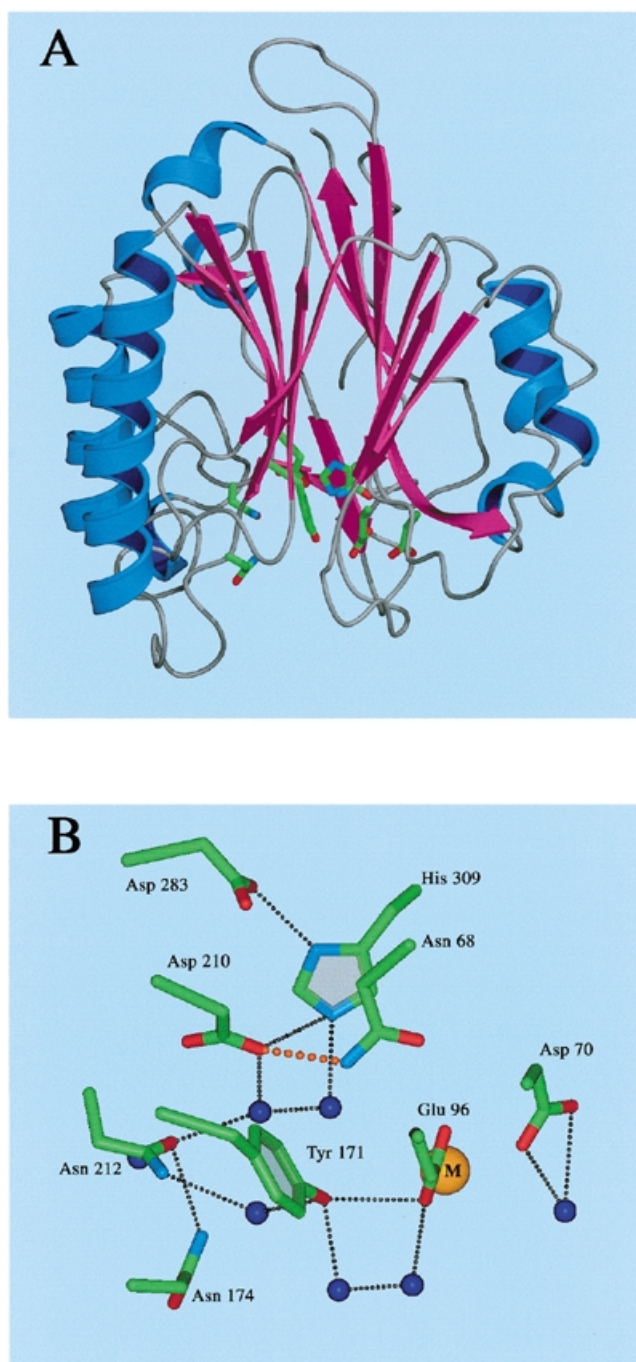 A
B
Asp 283
His 309
Asn 68
Asp 210
Asp 70
Glu 96
M
Tyr 171
Asn 212
Asn 174